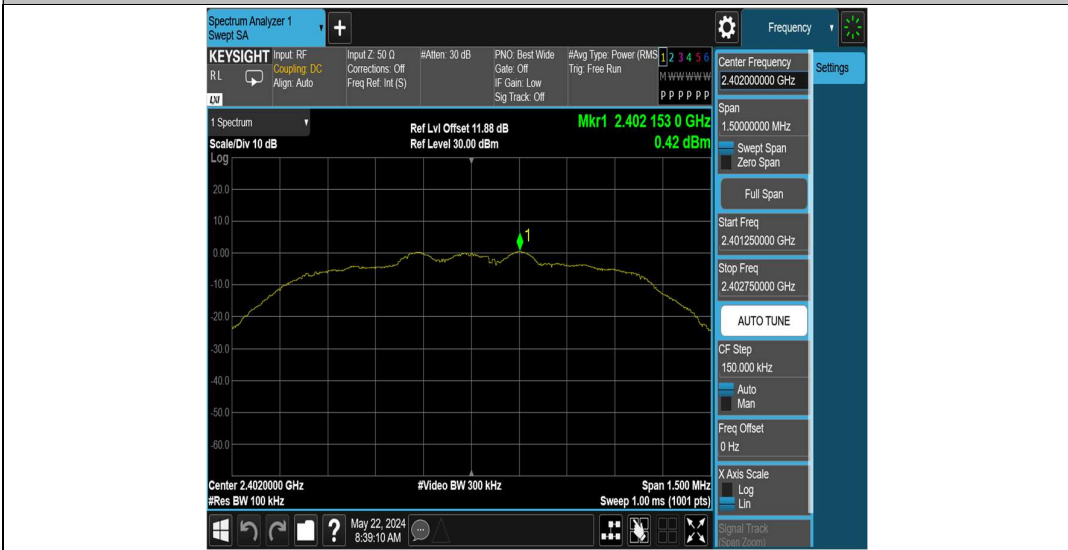 Spectrum Analyzer 1
Swept SA
+
Frequency
KEYSIGHT
RL
LXI
Input: RF
Coupling: DC
Align: Auto
Input Z: 50 Ω
Corrections: Off
Freq Ref: Int (S)
#Atten: 30 dB
PNO: Best Wide
Gate: Off
IF Gain: Low
Sig Track: Off
#Avg Type: Power (RMS
Trig: Free Run
1 2 3 4 5 6
M W W W W W
P P P P P P
1 Spectrum
Scale/Div 10 dB
Log
Ref Lvl Offset 11.88 dB
Ref Level 30.00 dBm
Mkr1 2.402 153 0 GHz
0.42 dBm
20.0
10.0
0.00
-10.0
-20.0
-30.0
-40.0
-50.0
-60.0
1
Center 2.4020000 GHz
#Res BW 100 kHz
#Video BW 300 kHz
Span 1.500 MHz
Sweep 1.00 ms (1001 pts)
May 22, 2024
8:39:10 AM
Center Frequency
2.402000000 GHz
Settings
Span
1.50000000 MHz
Swept Span
Zero Span
Full Span
Start Freq
2.401250000 GHz
Stop Freq
2.402750000 GHz
AUTO TUNE
CF Step
150.000 kHz
Auto
Man
Freq Offset
0 Hz
X Axis Scale
Log
Lin
Signal Track
(Span Zoom)